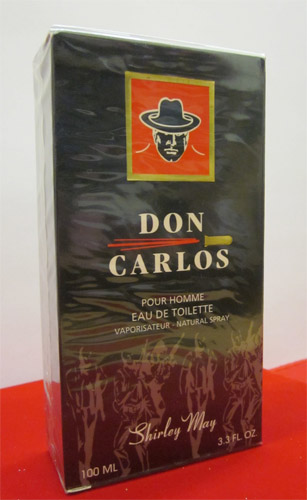 DON
CARLOS
POUR HOMME
EAU DE TOILETTE
VAPORISATEUR - NATURAL SPRAY
Shirley May
100 ML
3.3 FL.OZ.